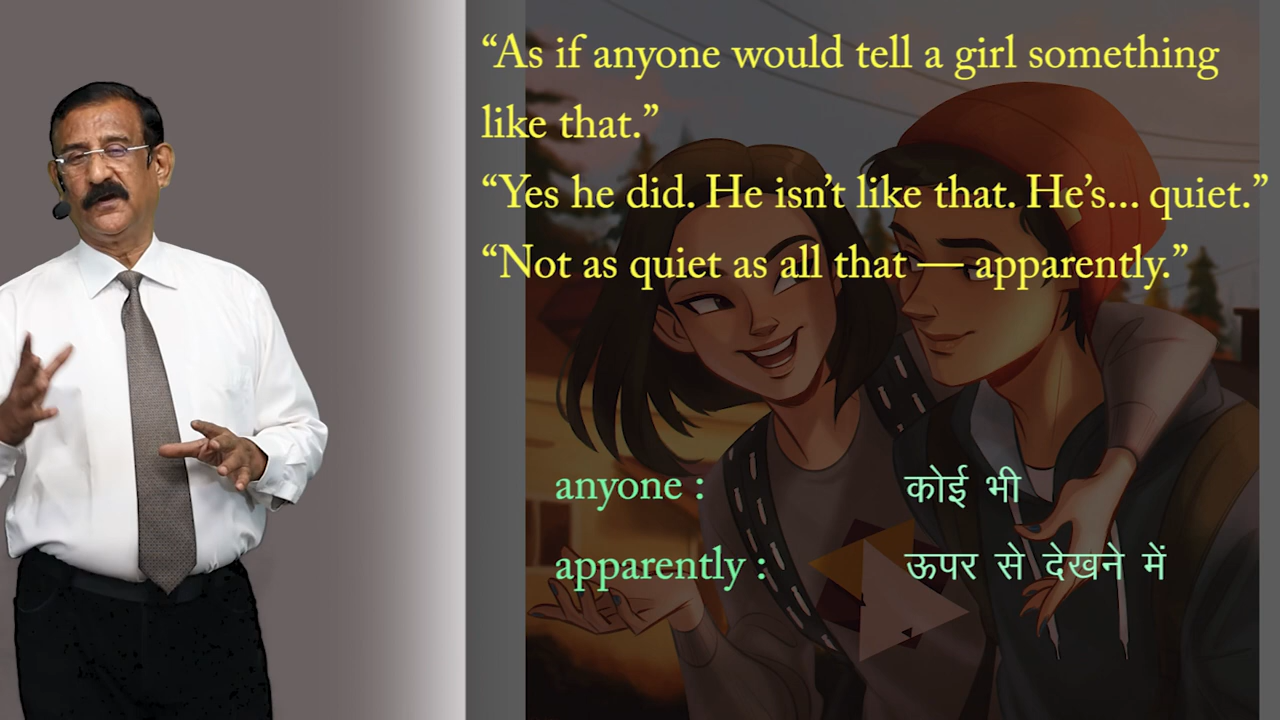 “As if anyone would tell a girl something
like that.”
“Yes he did. He isn’t like that. He’s... quiet.”
“Not as quiet as all that — apparently.”
anyone : कोई भी
apparently : ऊपर से देखने में